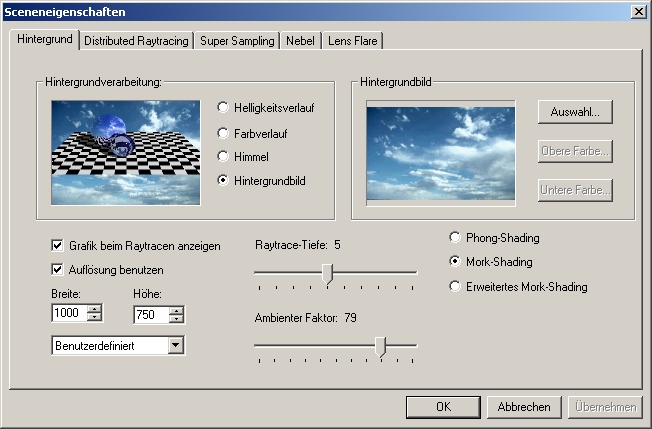 Sceneneigenschaften
Hintergrund Distributed Raytracing Super Sampling Nebel Lens Flare
Hintergrundverarbeitung:
Helligkeitsverlauf
Farbverlauf
Himmel
Hintergrundbild
Hintergrundbild
Auswahl...
Obere Farbe...
Untere Farbe...
Grafik beim Raytracen anzeigen
Auflösung benutzen
Breite: Höhe:
1000 750
Benutzerdefiniert
Raytrace-Tiefe: 5
Ambienter Faktor: 79
Phong-Shading
Mork-Shading
Erweitertes Mork-Shading
OK Abbrechen Übernehmen